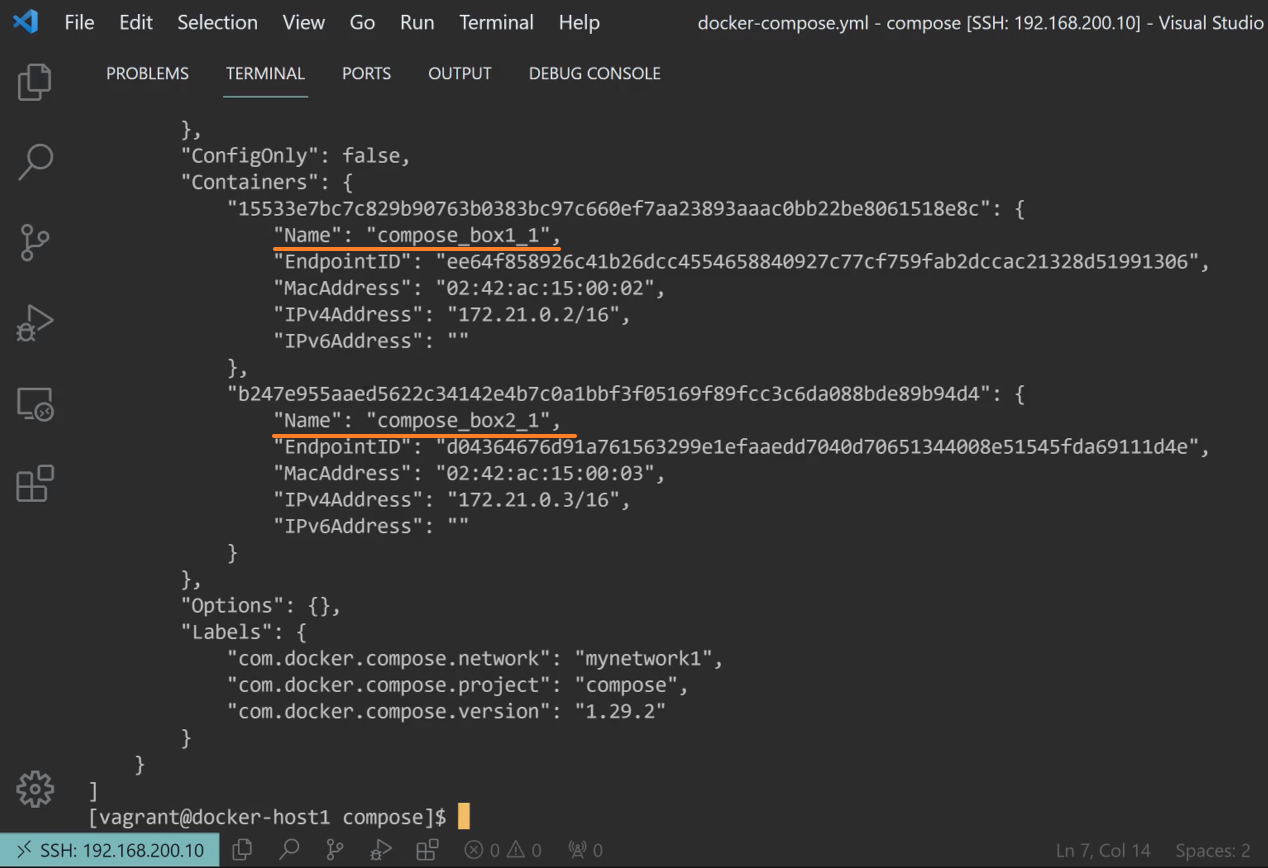 File Edit Selection View Go Run Terminal Help docker-compose.yml - compose [SSH: 192.168.200.10] - Visual Studio
PROBLEMS TERMINAL PORTS OUTPUT DEBUG CONSOLE
},
"ConfigOnly": false,
"Containers": {
"15533e7bc7c829b90763b0383bc97c660ef7aa23893aaac0bb22be8061518e8c": {
"Name": "compose_box1_1",
"EndpointID": "ee64f858926c41b26dcc4554658840927c77cf759fab2dccac21328d51991306",
"MacAddress": "02:42:ac:15:00:02",
"IPv4Address": "172.21.0.2/16",
"IPv6Address": ""
},
"b247e955aaed5622c34142e4b7c0a1bbf3f05169f89fcc3c6da088bde89b94d4": {
"Name": "compose_box2_1",
"EndpointID": "d04364676d91a761563299e1efaaedd7040d70651344008e51545fda69111d4e",
"MacAddress": "02:42:ac:15:00:03",
"IPv4Address": "172.21.0.3/16",
"IPv6Address": ""
}
},
"Options": {},
"Labels": {
"com.docker.compose.network": "mynetwork1",
"com.docker.compose.project": "compose",
"com.docker.compose.version": "1.29.2"
}
}
]
[vagrant@docker-host1 compose]$
SSH: 192.168.200.10 0 0 0 Ln 7, Col 14 Spaces: 2